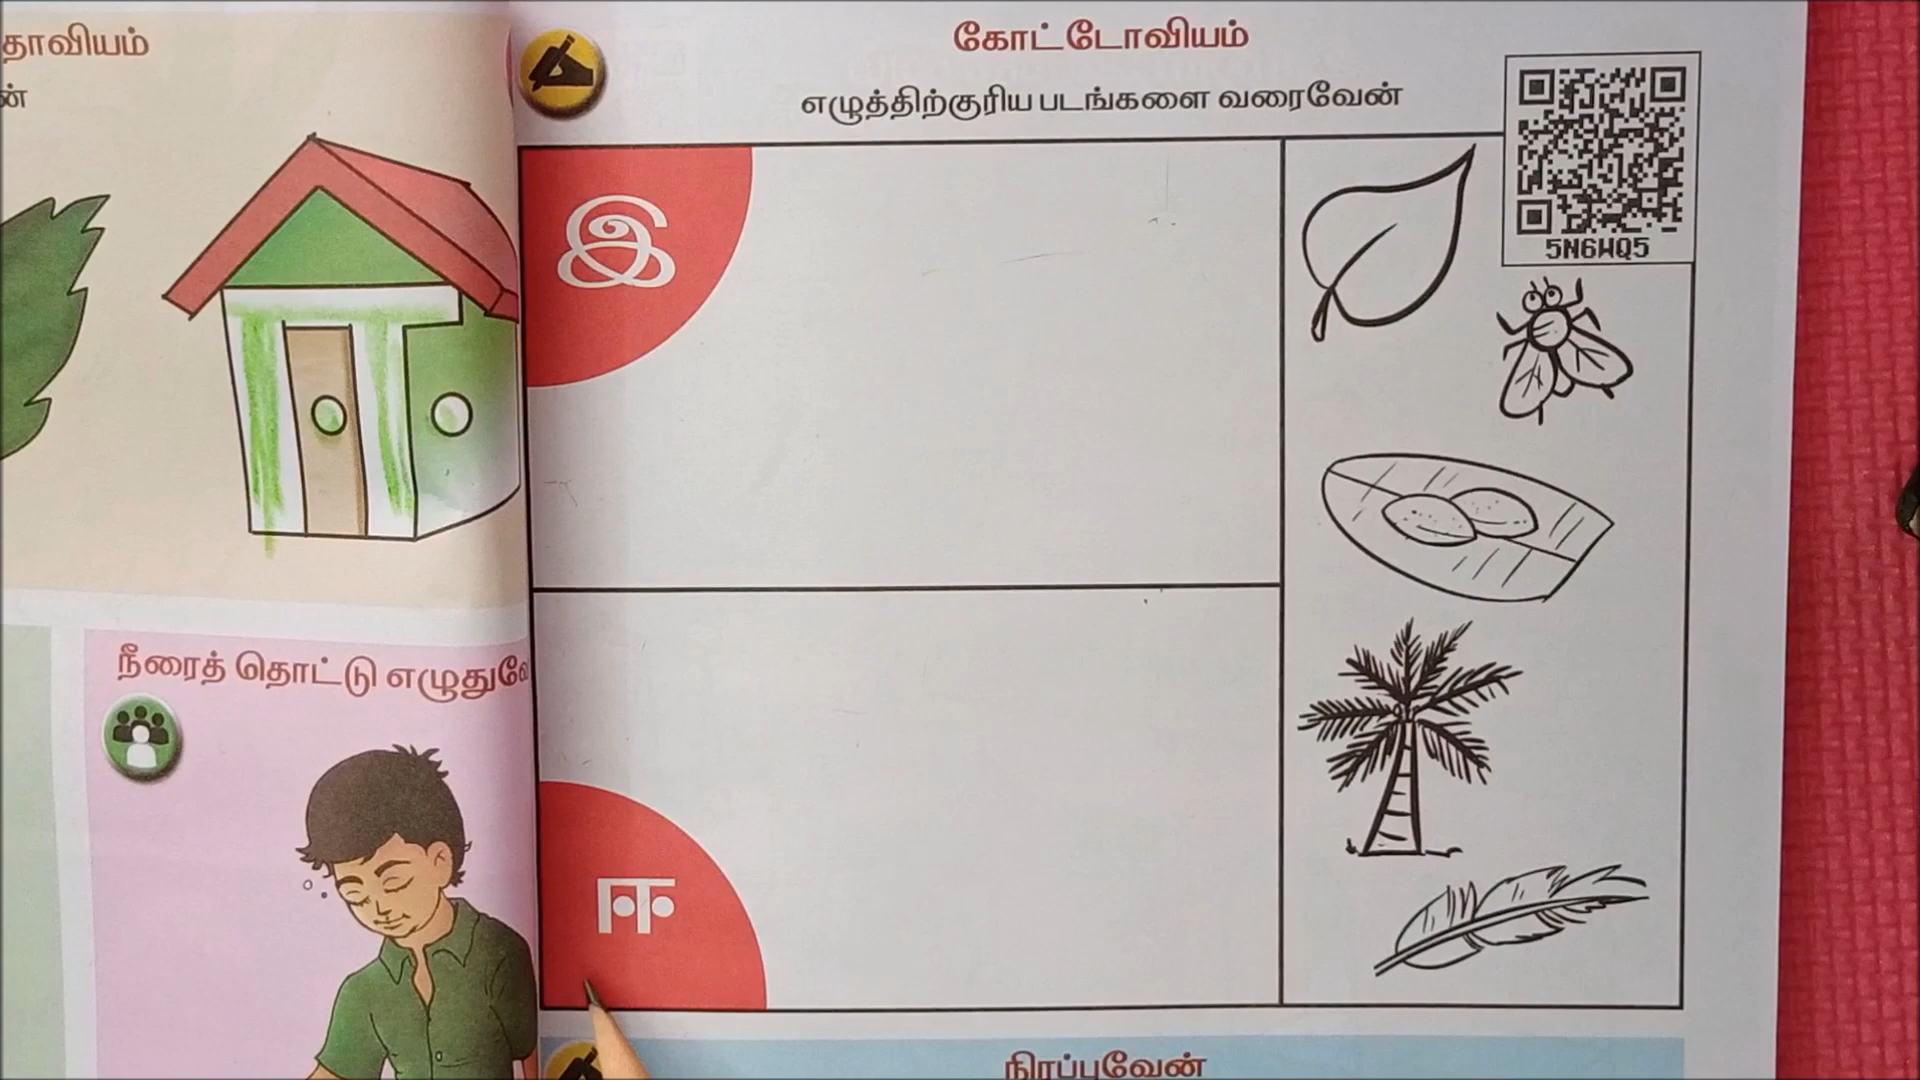 தாவியம்
ன்
நீரைத் தொட்டு எழுதுவே
கோட்டோவியம்
எழுத்திற்குரிய படங்களை வரைவேன்
5N6WQ5
இ
ஈ
நிரப்புவேன்